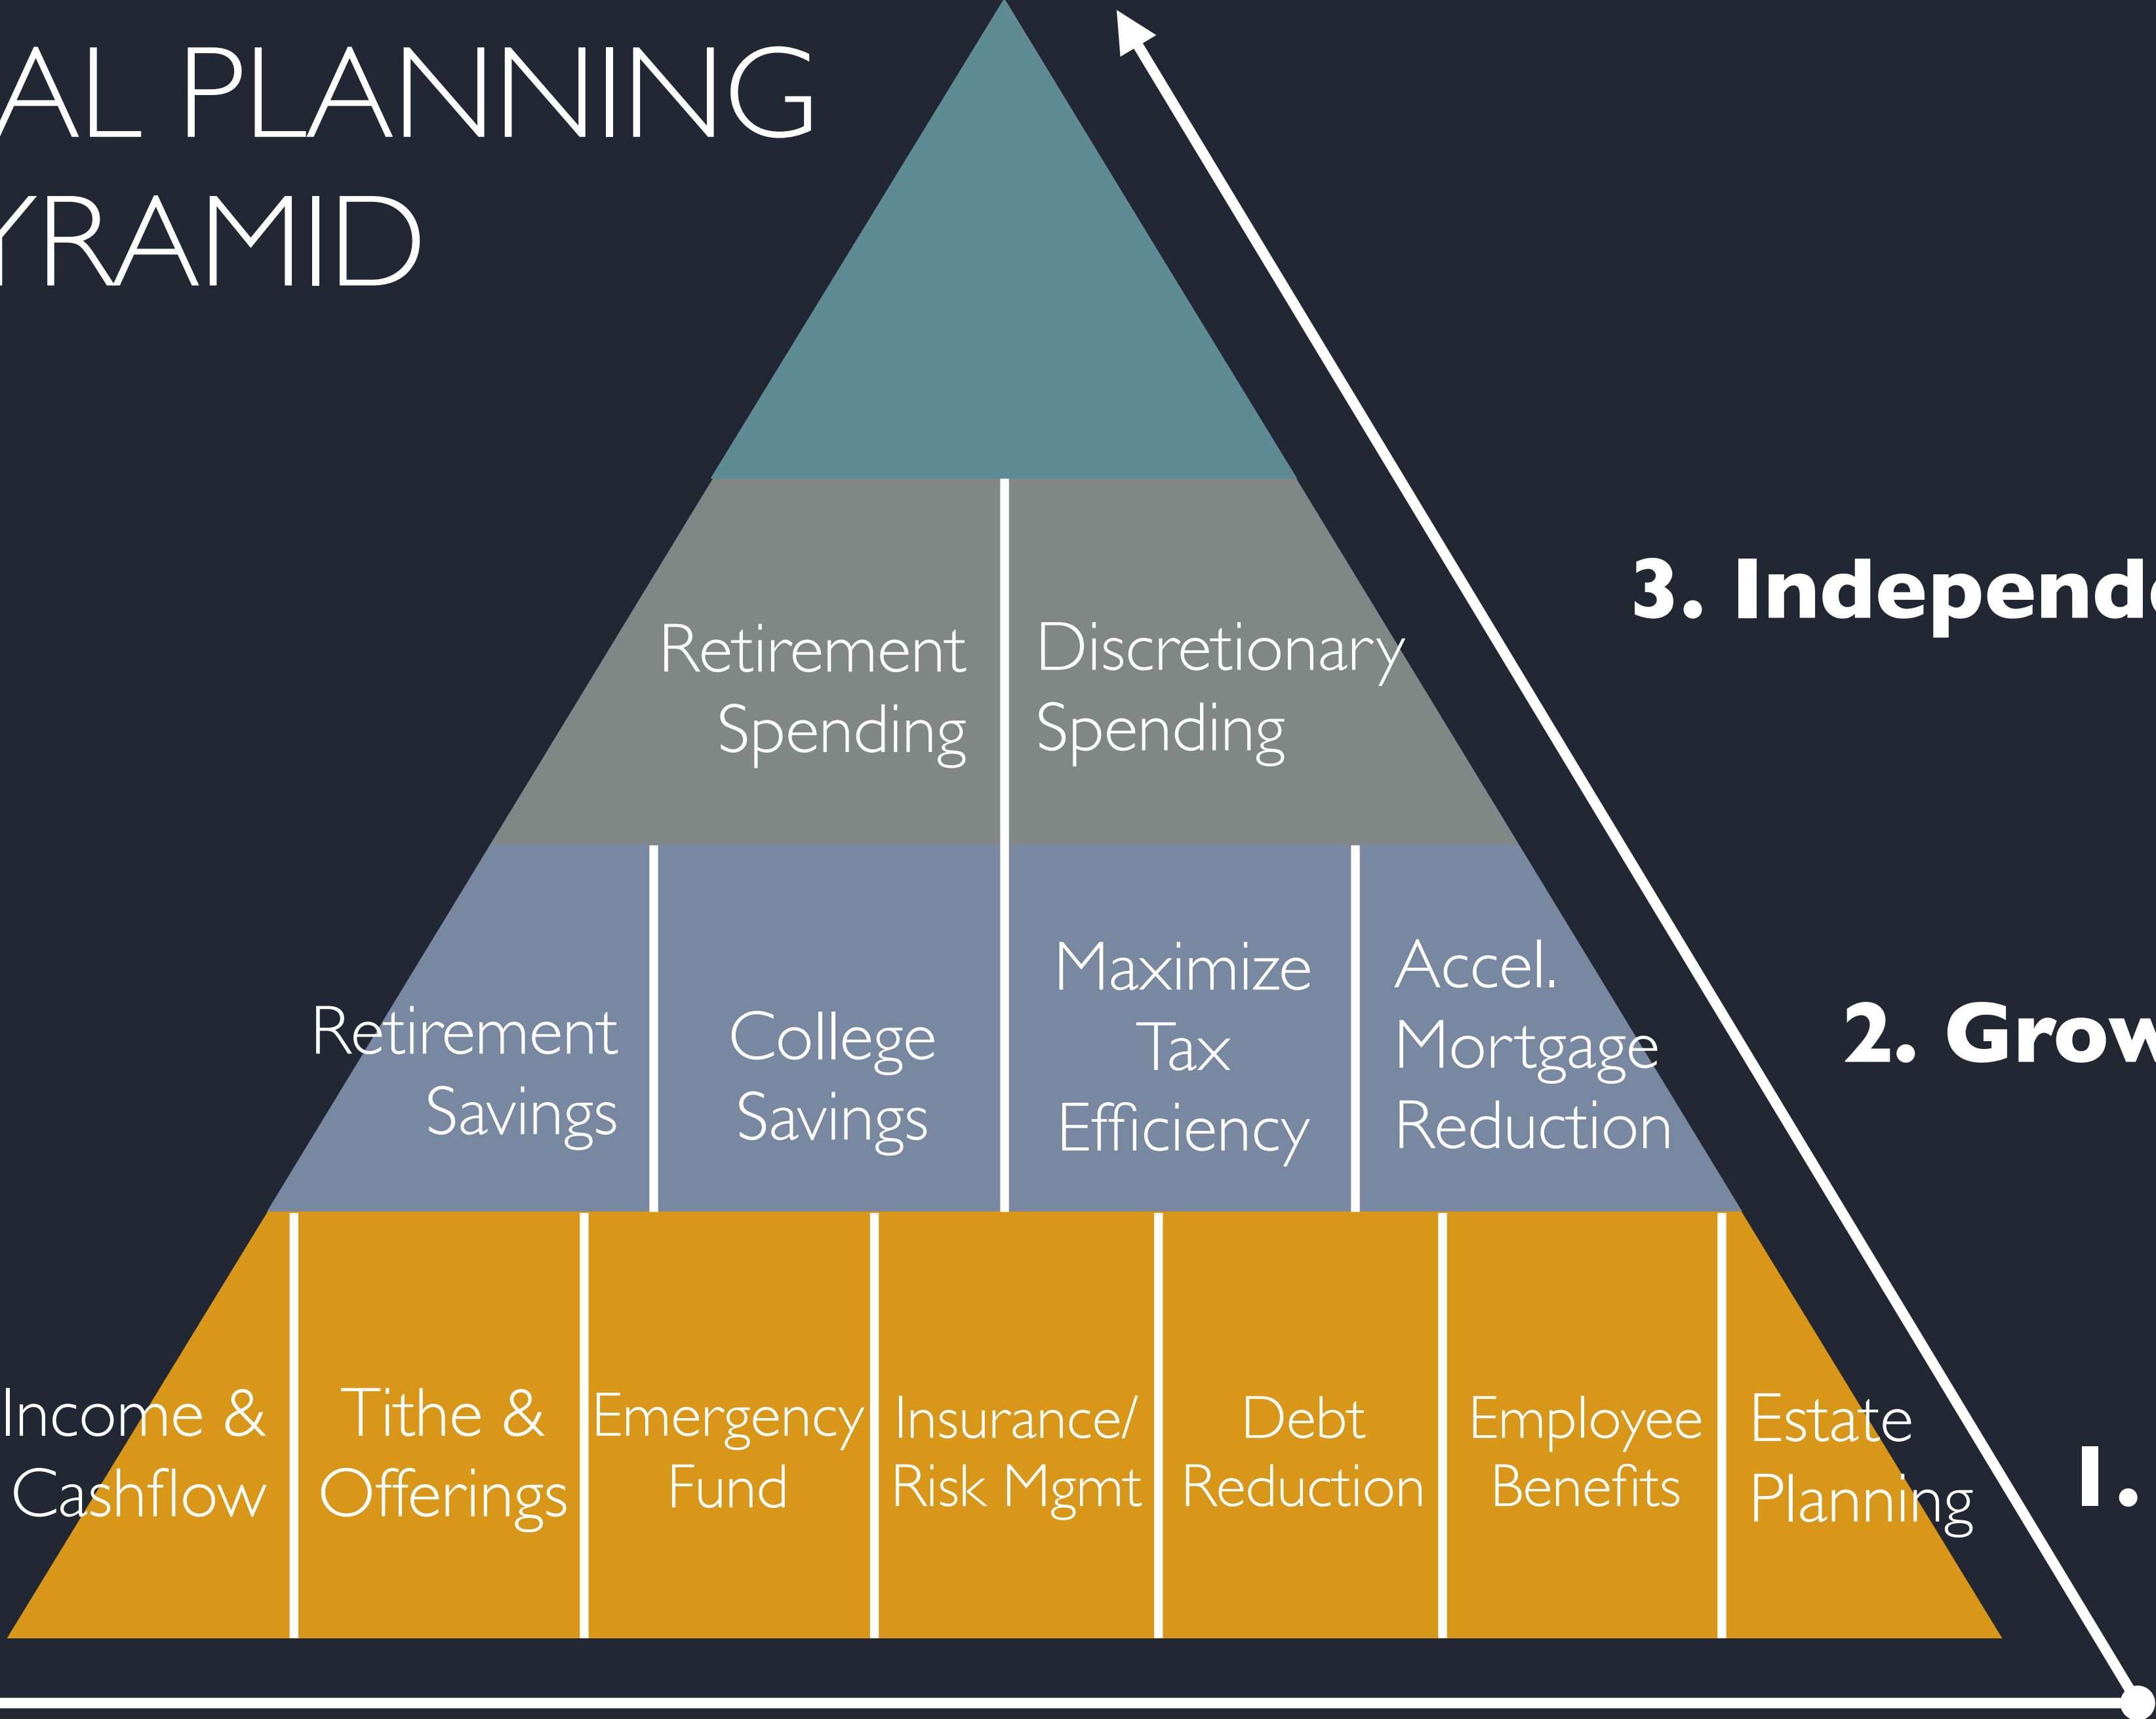 AL PLANNING
YRAMID
3. Independ
Retirement
Spending
Discretionary
Spending
2. Grow
Retirement
Savings
College
Savings
Maximize
Tax
Efficiency
Accel.
Mortgage
Reduction
1.
Income &
Cashflow
Tithe &
Offerings
Emergency
Fund
Insurance/
Risk Mgmt
Debt
Reduction
Employee
Benefits
Estate
Planning